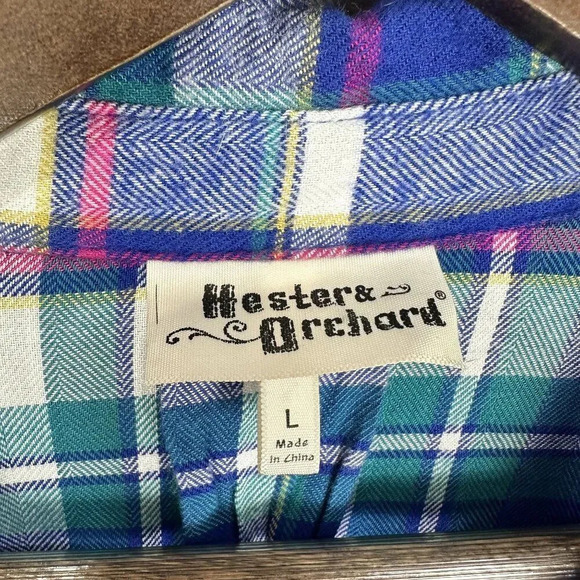 Hester &
Orchard®
L
Made
in China